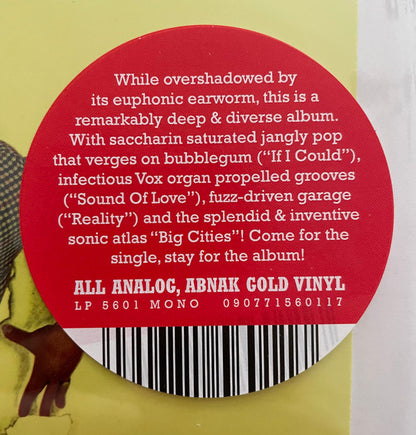 While overshadowed by
its euphonic earworm, this is a
remarkably deep & diverse album.
With saccharin saturated jangly pop
that verges on bubblegum (“If I Could”),
infectious Vox organ propelled grooves
(“Sound Of Love”), fuzz-driven garage
(“Reality”) and the splendid & inventive
sonic atlas “Big Cities”! Come for the
single, stay for the album!
ALL ANALOG, ABNAK GOLD VINYL
LP 5601 MONO 090771560117